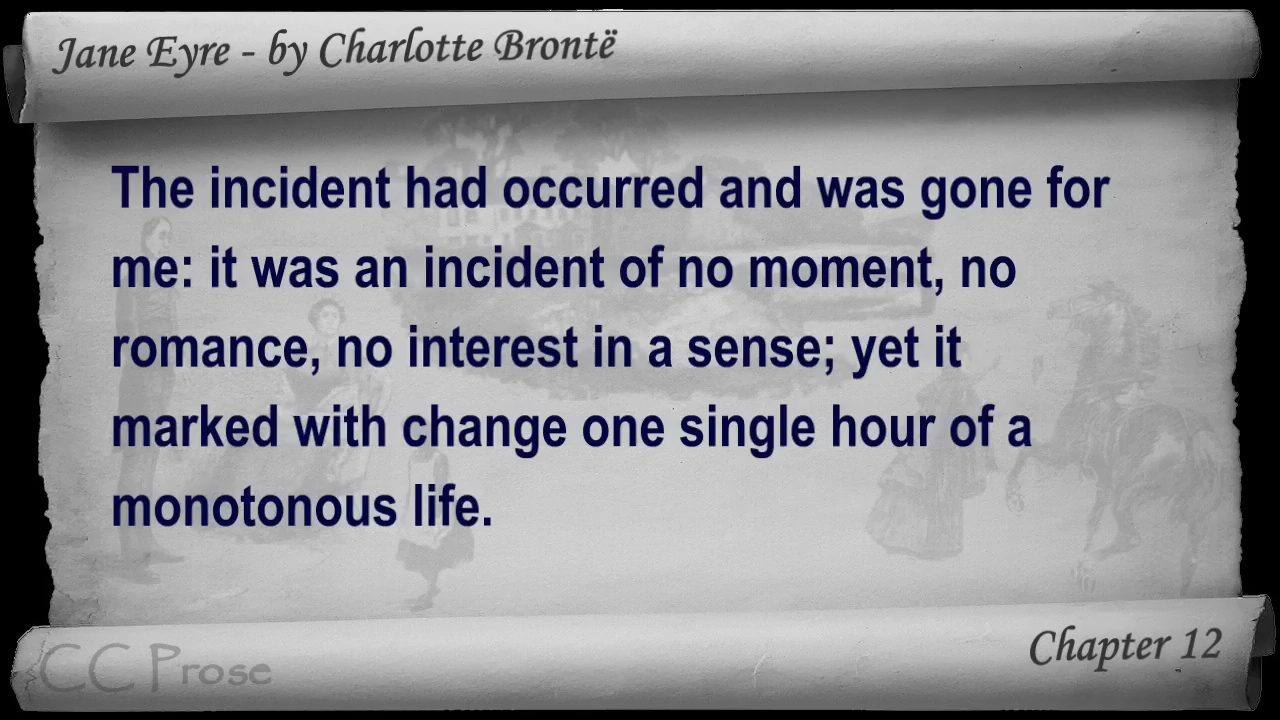 Jane Eyre - by Charlotte Brontë
The incident had occurred and was gone for
me: it was an incident of no moment, no
romance, no interest in a sense; yet it
marked with change one single hour of a
monotonous life.
CC Prose
Chapter 12